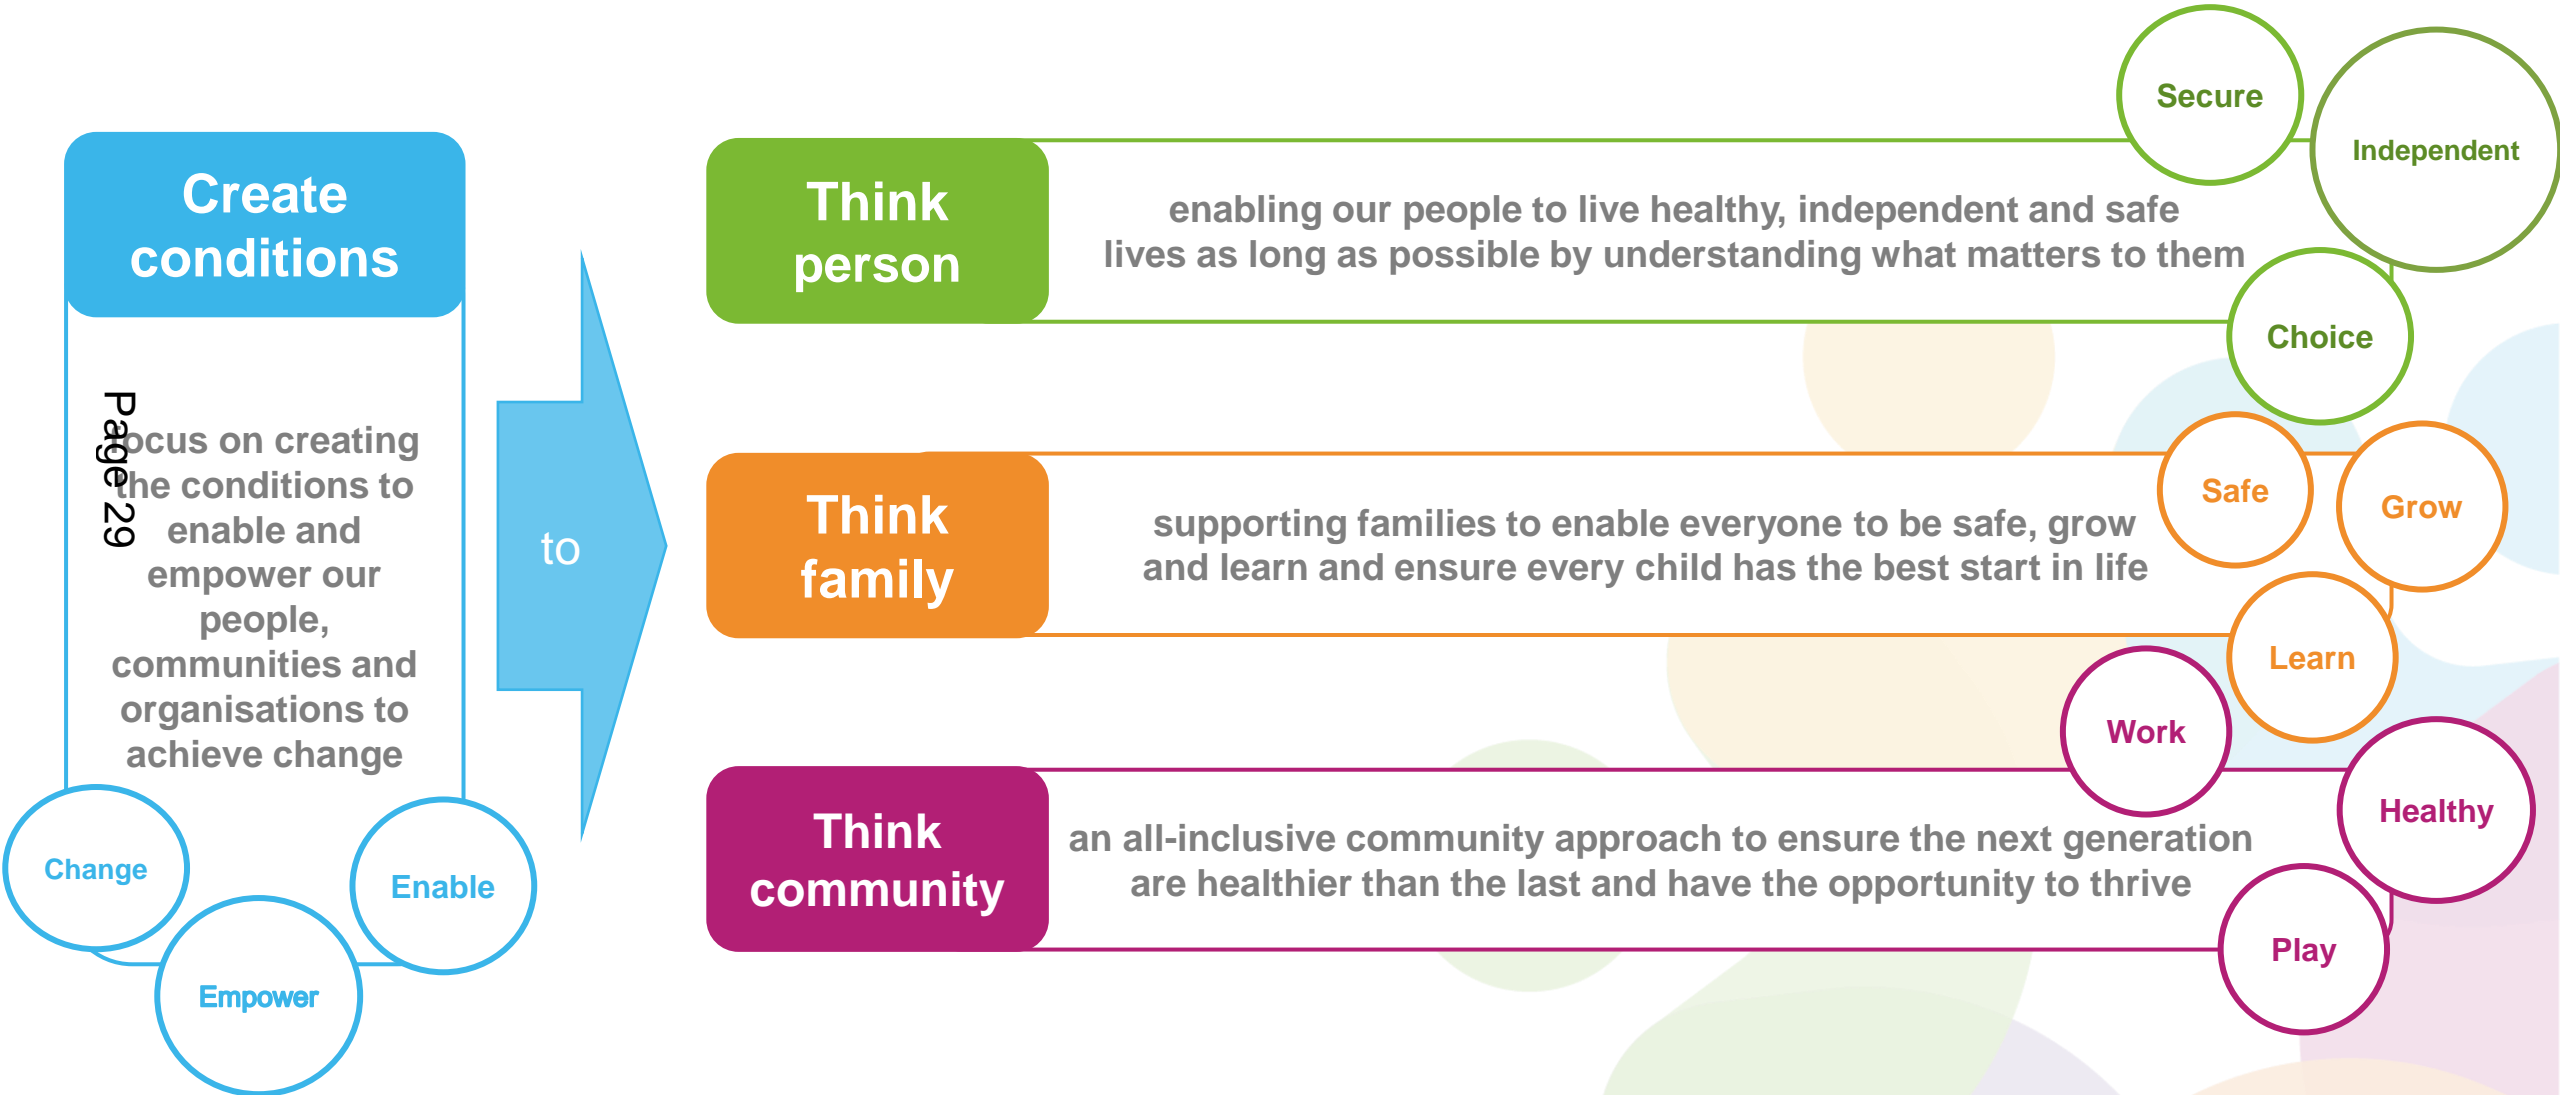 Create
conditions
focus on creating
the conditions to
enable and
empower our
people,
communities and
organisations to
achieve change
Page 29
Change
Empower
Enable
to
Think
person
enabling our people to live healthy, independent and safe
lives as long as possible by understanding what matters to them
Secure
Independent
Choice
Think
family
supporting families to enable everyone to be safe, grow
and learn and ensure every child has the best start in life
Safe
Grow
Learn
Think
community
an all-inclusive community approach to ensure the next generation
are healthier than the last and have the opportunity to thrive
Work
Healthy
Play